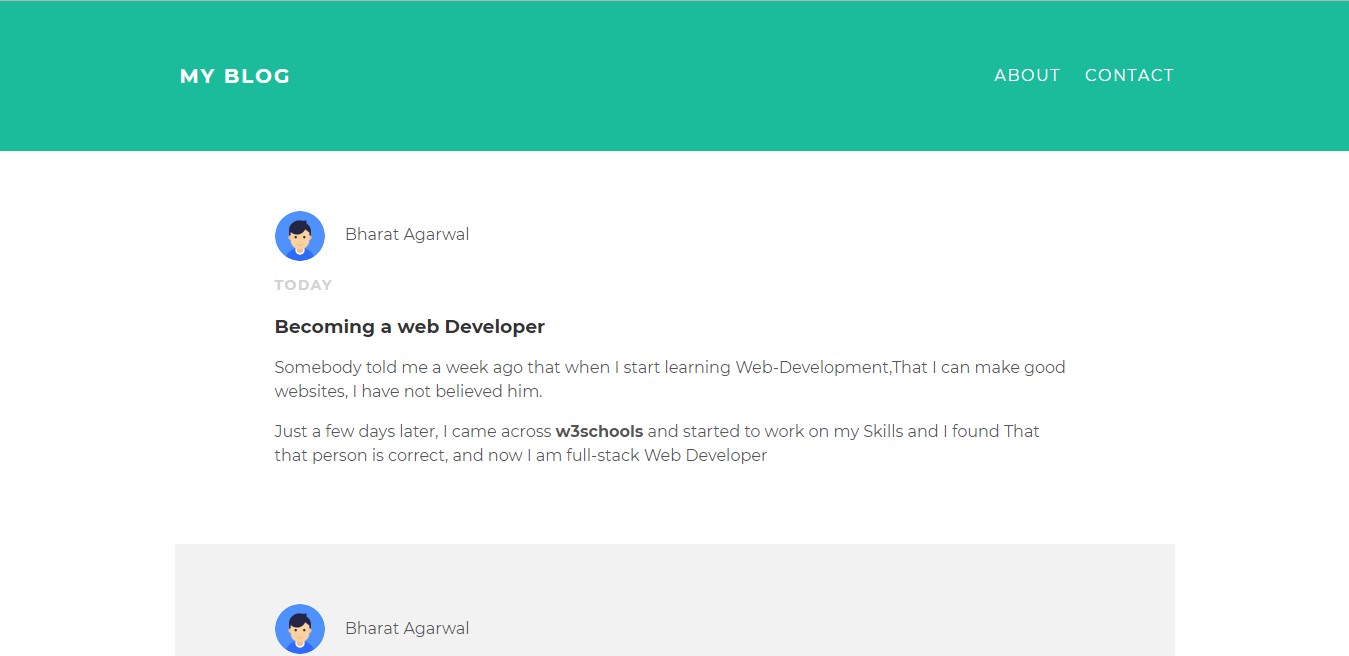 MY BLOG
ABOUT CONTACT
Bharat Agarwal
TODAY
Becoming a web Developer
Somebody told me a week ago that when I start learning Web-Development,That I can make good
websites, I have not believed him.
Just a few days later, I came across w3schools and started to work on my Skills and I found That
that person is correct, and now I am full-stack Web Developer
Bharat Agarwal